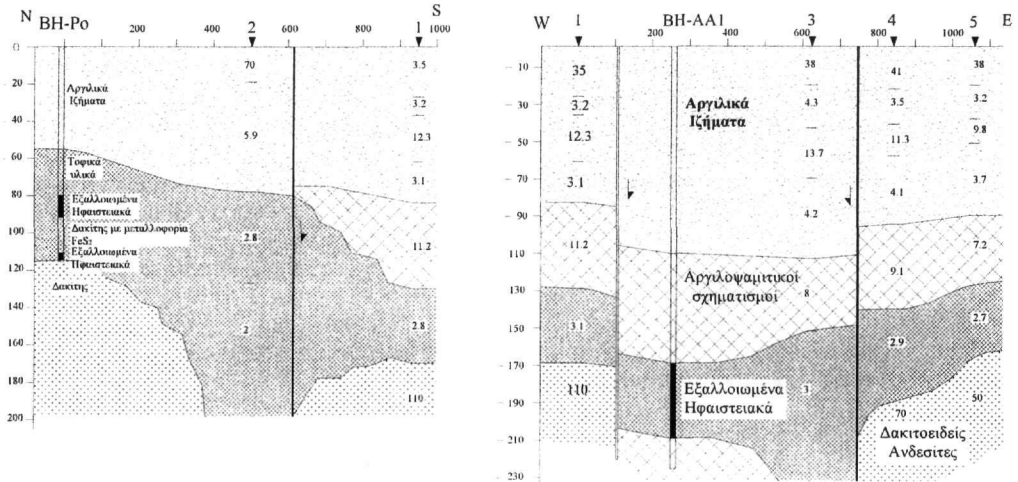 N BH-Po 2 1 S
0 200 400 600 800 1000
0
20
40
60
80
100
120
140
160
180
200
Αργιλικά
Ιζήματα
Τοφικά
υλικά
Εξαλλοιωμένα
Ηφαιστειακά
Δακίτης με μεταλλοφορία
FeS2
Εξαλλοιωμένα
Ηφαιστειακά
Δακίτης
70
5.9
2.8
2
3.5
3.2
12.3
3.1
11.2
2.8
110
W 1 BH-AA1 3 4 5 E
200 400 600 800 1000
- 10
- 30
- 50
- 70
- 90
- 110
- 130
- 150
- 170
- 190
- 210
- 230
35
3.2
12.3
3.1
11.2
3.1
110
Αργιλικά
Ιζήματα
Αργιλοψαμιτικοί
σχηματισμοί
Εξαλλοιωμένα
Ηφαιστειακά
38
4.3
13.7
4.2
8
3
41
3.5
11.3
4.1
9.1
2.9
70
38
3.2
9.8
3.7
7.2
2.7
50
Δακιτοειδείς
Ανδεσίτες